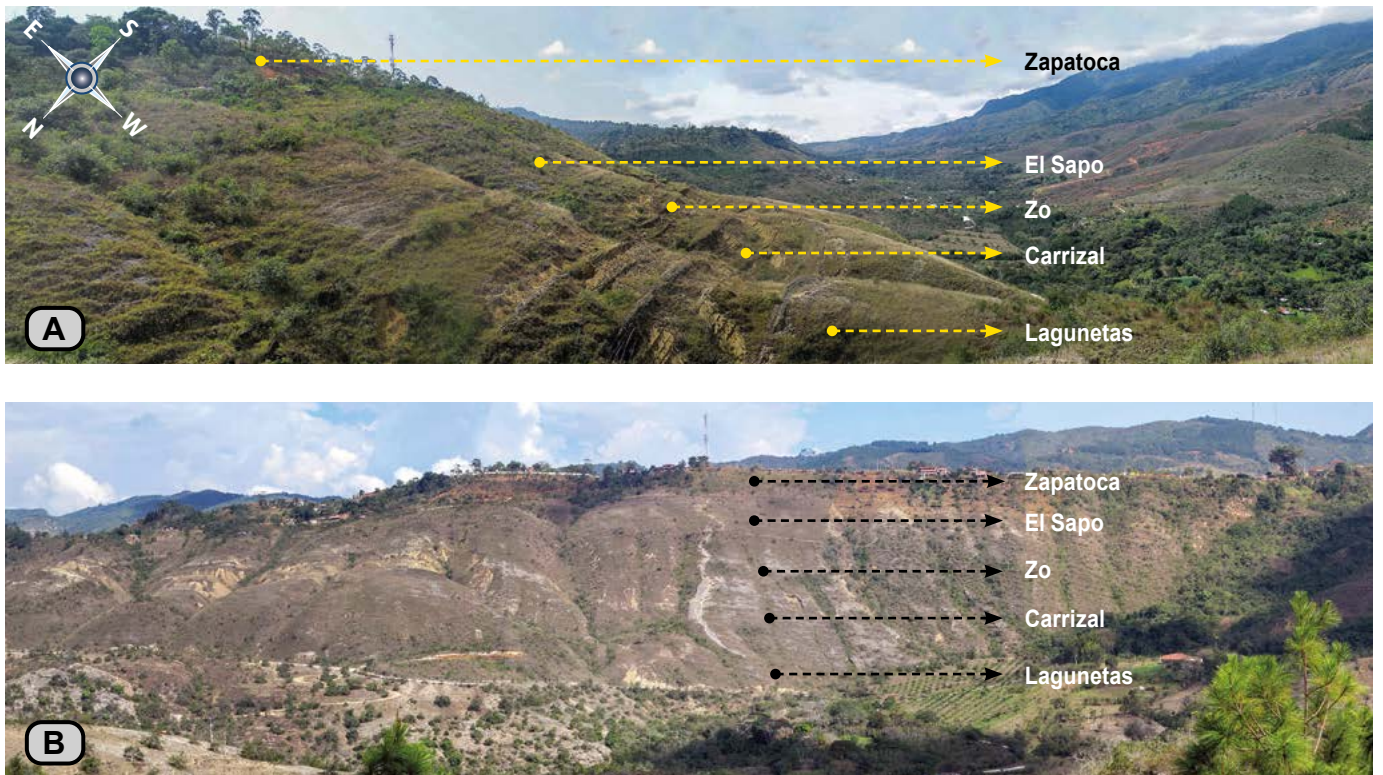 E
S
N
W
Zapatoca
El Sapo
Zo
Carrizal
Lagunetas
A
Zapatoca
El Sapo
Zo
Carrizal
Lagunetas
B